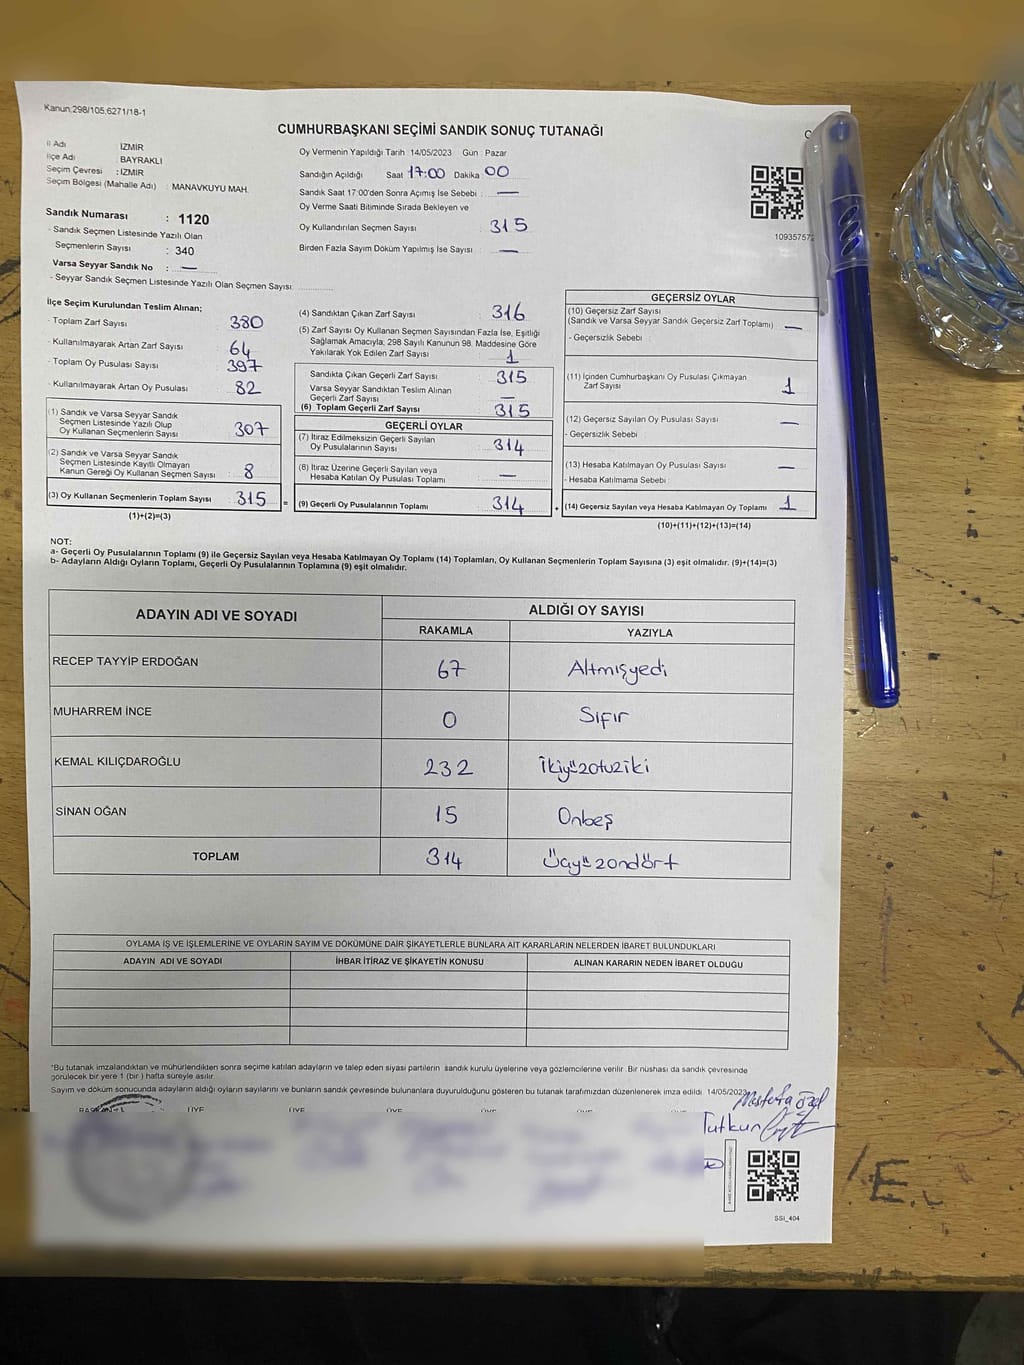 Kanun:298/105,6271/18-1
CUMHURBAŞKANI SEÇİMİ SANDIK SONUÇ TUTANAĞI
İl Adı İZMİR
İlçe Adı BAYRAKLI
Seçim Çevresi : İZMİR
Seçim Bölgesi (Mahalle Adı) : MANAVKUYU MAH.
Sandık Numarası : 1120
- Sandık Seçmen Listesinde Yazılı Olan
Seçmenlerin Sayısı : 340
Varsa Seyyar Sandık No : —
- Seyyar Sandık Seçmen Listesinde Yazılı Olan Seçmen Sayısı:
Oy Vermenin Yapıldığı Tarih : 14/05/2023 Gün : Pazar
Sandığın Açıldığı Saat 17:00 Dakika 00
Sandık Saat 17:00'den Sonra Açımış İse Sebebi : —
Oy Verme Saati Bitiminde Sırada Bekleyen ve
Oy Kullandırılan Seçmen Sayısı : 315
Birden Fazla Sayım Döküm Yapılmış İse Sayısı : —
10935757
İlçe Seçim Kurulundan Teslim Alınan;
- Toplam Zarf Sayısı : 380
- Kullanılmayarak Artan Zarf Sayısı : 64
- Toplam Oy Pusulası Sayısı : 397
- Kullanılmayarak Artan Oy Pusulası : 82
(1) Sandık ve Varsa Seyyar Sandık
Seçmen Listesinde Yazılı Olup
Oy Kullanan Seçmenlerin Sayısı : 307
(2) Sandık ve Varsa Seyyar Sandık
Seçmen Listesinde Kayıtlı Olmayan
Kanun Gereği Oy Kullanan Seçmen Sayısı : 8
(3) Oy Kullanan Seçmenlerin Toplam Sayısı : 315 =
(1)+(2)=(3)
(4) Sandıktan Çıkan Zarf Sayısı : 316
(5) Zarf Sayısı Oy Kullanan Seçmen Sayısından Fazla İse, Eşitliği
Sağlamak Amacıyla, 298 Sayılı Kanunun 98. Maddesine Göre
Yakılarak Yok Edilen Zarf Sayısı : 1
Sandıkta Çıkan Geçerli Zarf Sayısı : 315
Varsa Seyyar Sandıktan Teslim Alınan
Geçerli Zarf Sayısı : —
(6) Toplam Geçerli Zarf Sayısı : 315
GEÇERLİ OYLAR
(7) İtiraz Edilmeksizin Geçerli Sayılan
Oy Pusulalarının Sayısı : 314
(8) İtiraz Üzerine Geçerli Sayılan veya
Hesaba Katılan Oy Pusulaları Toplamı : —
(9) Geçerli Oy Pusulalarının Toplamı : 314 +
GEÇERSİZ OYLAR
(10) Geçersiz Zarf Sayısı
(Sandık ve Varsa Seyyar Sandık Geçersiz Zarf Toplamı) : —
- Geçersizlik Sebebi :
(11) İçinden Cumhurbaşkanı Oy Pusulası Çıkmayan
Zarf Sayısı : 1
(12) Geçersiz Sayılan Oy Pusulası Sayısı : —
- Geçersizlik Sebebi :
(13) Hesaba Katılmayan Oy Pusulası Sayısı : —
- Hesaba Katılmama Sebebi :
(14) Geçersiz Sayılan veya Hesaba Katılmayan Oy Toplamı : 1
(10)+(11)+(12)+(13)=(14)
NOT:
a- Geçerli Oy Pusulalarının Toplamı (9) ile Geçersiz Sayılan veya Hesaba Katılmayan Oy Toplamı (14) Toplamları, Oy Kullanan Seçmenlerin Toplam Sayısına (3) eşit olmalıdır. (9)+(14)=(3)
b- Adayların Aldığı Oyların Toplamı, Geçerli Oy Pusulalarının Toplamına (9) eşit olmalıdır.
ADAYIN ADI VE SOYADI ALDIĞI OY SAYISI
RAKAMLA YAZIYLA
RECEP TAYYİP ERDOĞAN 67 Altmışyedi
MUHARREM İNCE 0 Sıfır
KEMAL KILIÇDAROĞLU 232 İkiyüzotuziki
SİNAN OĞAN 15 Onbeş
TOPLAM 314 Üçyüzondört
OYLAMA İŞ VE İŞLEMLERİNE VE OYLARIN SAYIM VE DÖKÜMÜNE DAİR ŞİKAYETLERLE BUNLARA AİT KARARLARIN NELERDEN İBARET BULUNDUKLARI
ADAYIN ADI VE SOYADI İHBAR İTİRAZ VE ŞİKAYETİN KONUSU ALINAN KARARIN NEDEN İBARET OLDUĞU
*Bu tutanak imzalandıktan ve mühürlendikten sonra seçime katılan adayların ve talep eden siyasi partilerin sandık kurulu üyelerine veya gözlemcilerine verilir. Bir nüshası da sandık çevresinde
görülecek bir yere 1 (bir ) hafta süreyle asılır.
Sayım ve döküm sonucunda adayların aldığı oyların sayılarını ve bunların sandık çevresinde bulunanlara duyurulduğunu gösteren bu tutanak tarafımızdan düzenlenerek imza edildi. 14/05/2023
BAŞKAN ÜYE ÜYE ÜYE ÜYE ÜYE
Mustafa Özal
Tutkun
SSİ_404
I.E.